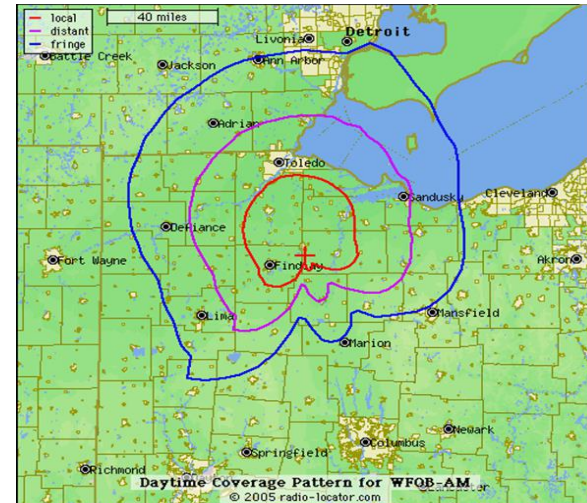 local
distant
fringe
40 miles
Detroit
Livonia
Battle Creek
Jackson
Ann Arbor
Adrian
Toledo
Sandusky
Cleveland
Defiance
Fort Wayne
Findlay
Akron
Lima
Mansfield
Marion
Newark
Columbus
Springfield
Richmond
Daytime Coverage Pattern for WFOB-AM
© 2005 radio-locator.com